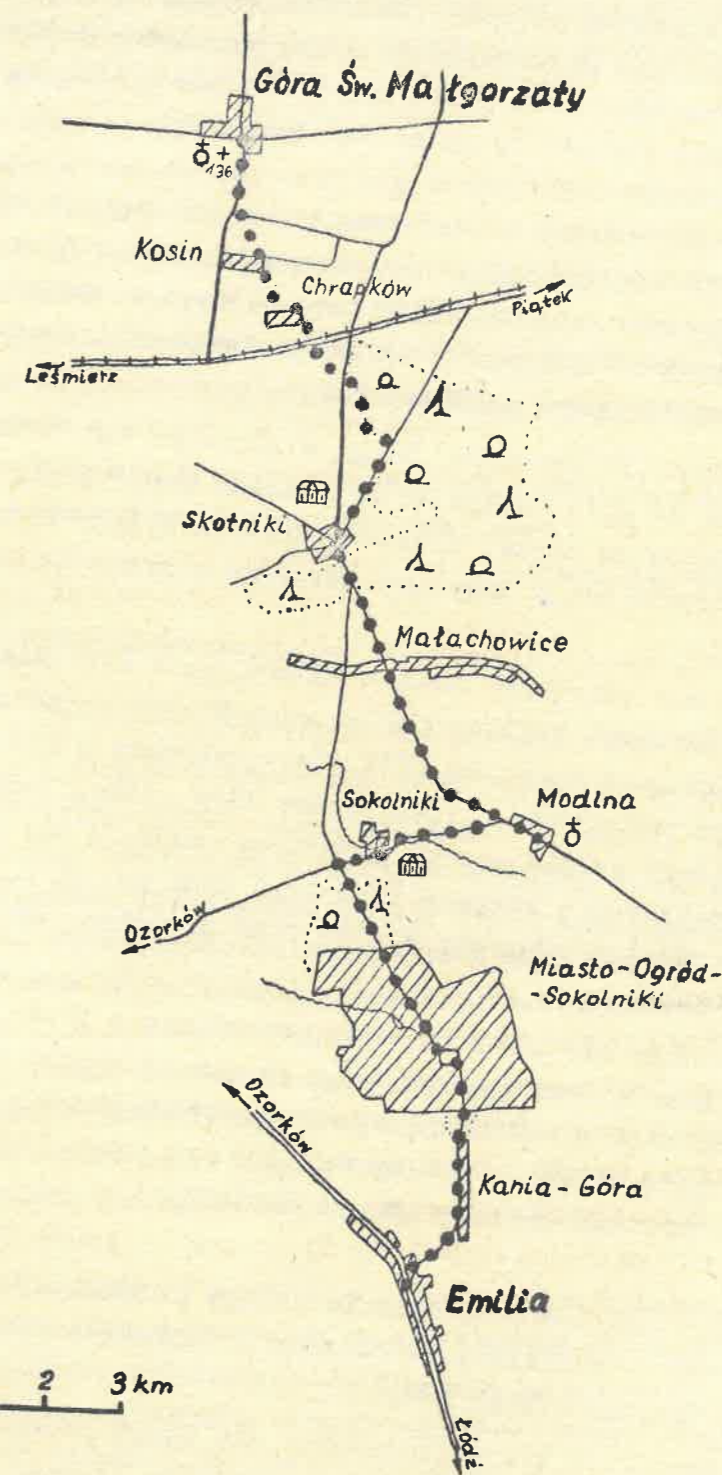 Góra Św. Małgorzaty
136
Kosin
Chrapków
Piątek
Leśmierz
Skotniki
Małachowice
Sokolniki
Modlna
Ozorków
Miasto-Ogród-
-Sokolniki
Ozorków
Kania-Góra
Emilia
2 3 km
Łódź